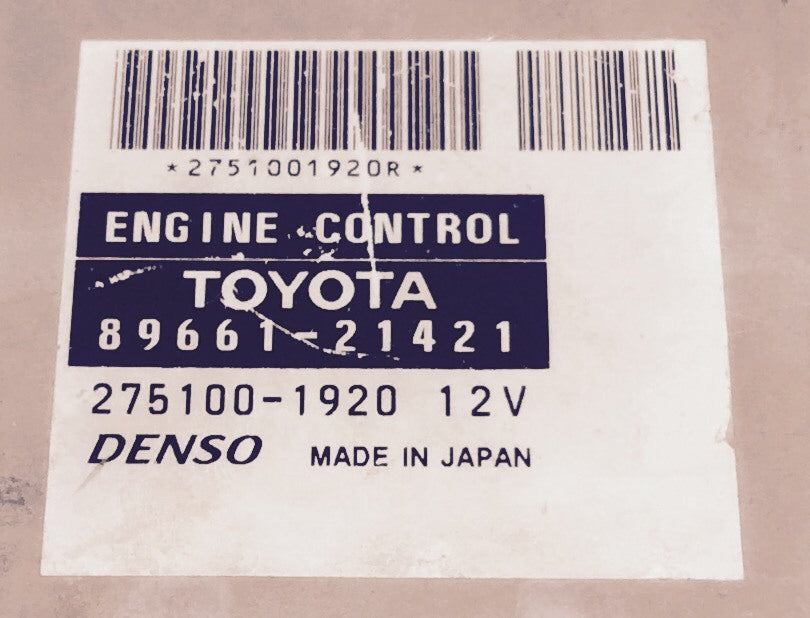 *2751001920R*
ENGINE CONTROL
TOYOTA
89661-21421
275100-1920 12V
DENSO MADE IN JAPAN